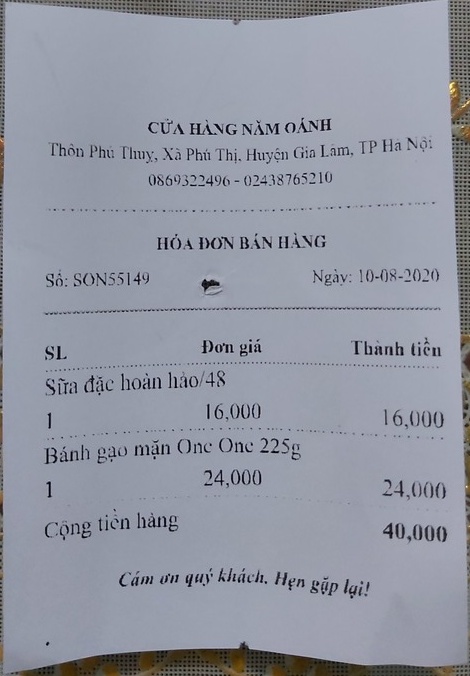 CỬA HÀNG NĂM OÁNH
Thôn Phú Thuỵ, Xã Phú Thị, Huyện Gia Lâm, TP Hà Nội
0869322496 - 02438765210
HÓA ĐƠN BÁN HÀNG
Số: SON55149 Ngày: 10-08-2020
SL Đơn giá Thành tiền
Sữa đặc hoàn hảo/48
1 16,000 16,000
Bánh gạo mặn One One 225g
1 24,000 24,000
Cộng tiền hàng 40,000
Cám ơn quý khách. Hẹn gặp lại!